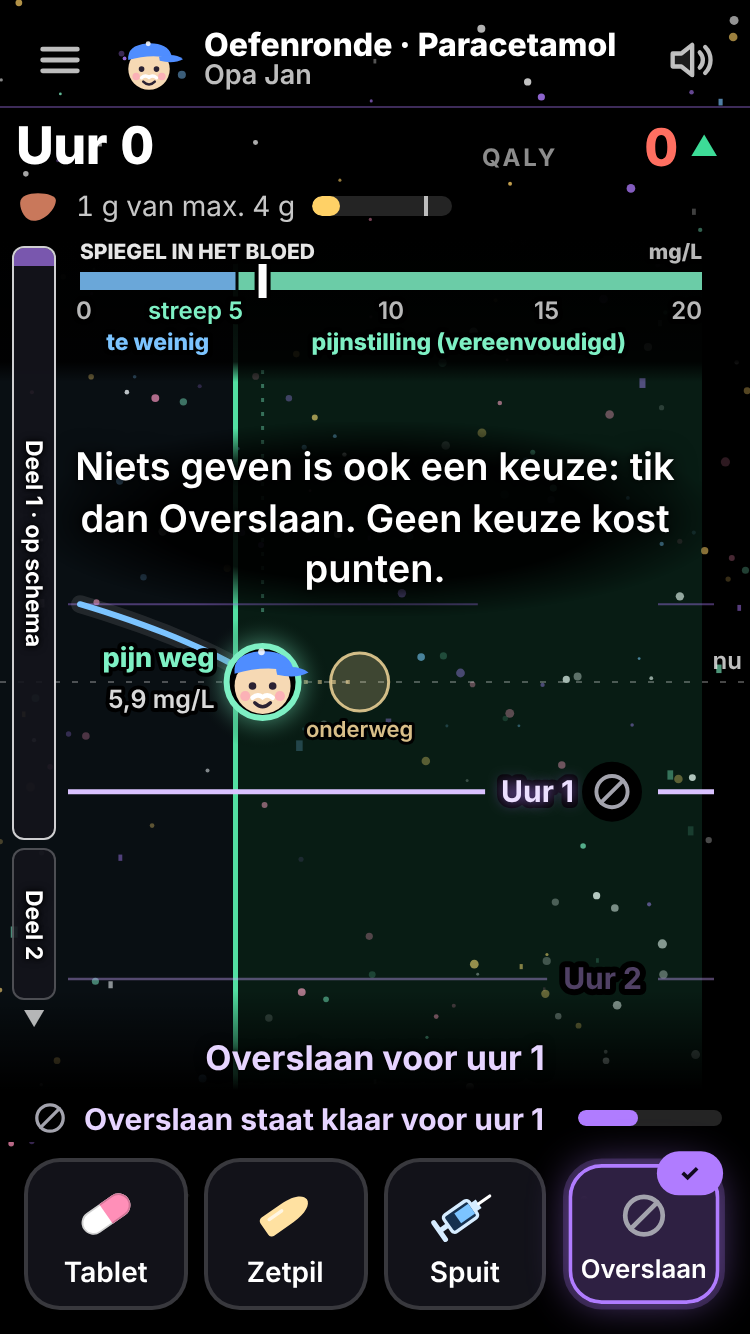 Oefenronde · Paracetamol
Opa Jan
Uur 0
QALY
0
1 g van max. 4 g
SPIEGEL IN HET BLOED
mg/L
0
streep 5
10
15
20
te weinig
pijnstilling (vereenvoudigd)
Niets geven is ook een keuze: tik
dan Overslaan. Geen keuze kost
punten.
Deel 1 · op schema
pijn weg
5,9 mg/L
onderweg
nu
Uur 1
Deel 2
Uur 2
Overslaan voor uur 1
Overslaan staat klaar voor uur 1
Tablet
Zetpil
Spuit
Overslaan